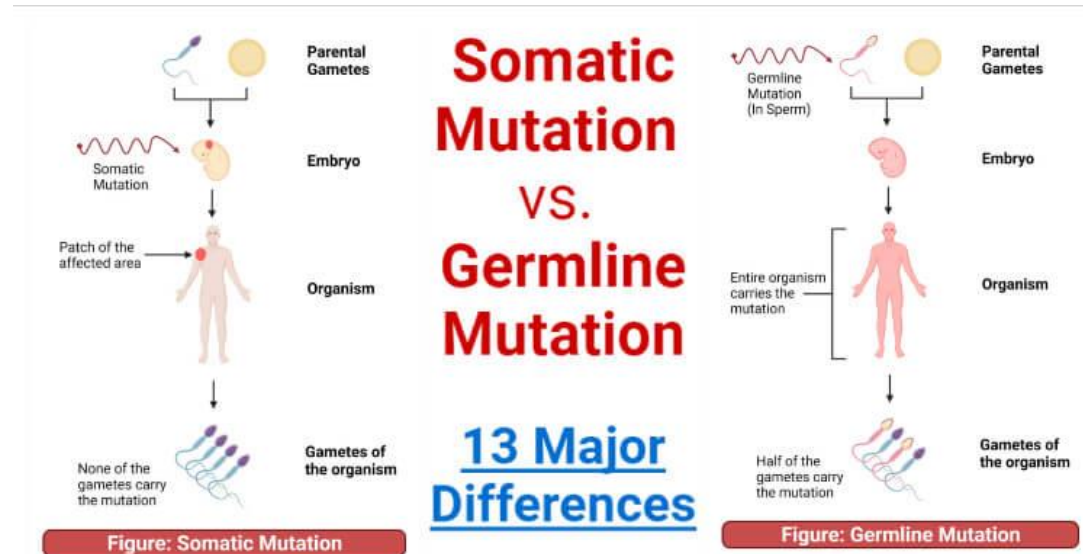 Parental
Gametes
Somatic
Mutation
Embryo
Patch of the
affected area
Organism
None of the
gametes carry
the mutation
Gametes of
the organism
Figure: Somatic Mutation
Somatic
Mutation
vs.
Germline
Mutation
13 Major
Differences
Germline
Mutation
(In Sperm)
Parental
Gametes
Embryo
Entire organism
carries the
mutation
Organism
Half of the
gametes carry
the mutation
Gametes of
the organism
Figure: Germline Mutation